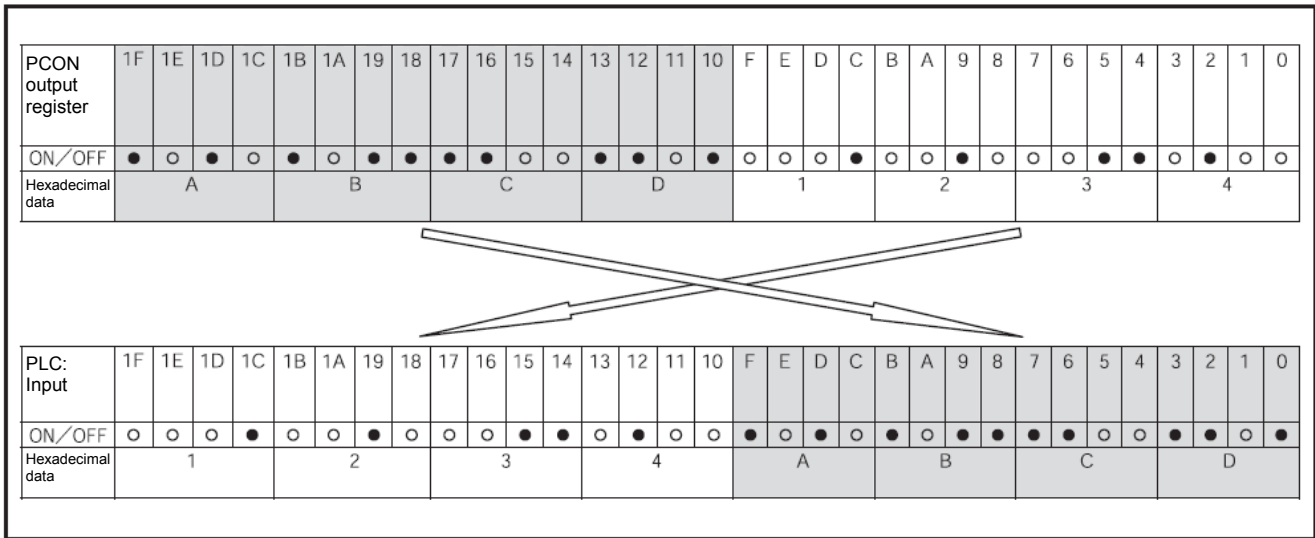 PCON output register 1F 1E 1D 1C 1B 1A 19 18 17 16 15 14 13 12 11 10 F E D C B A 9 8 7 6 5 4 3 2 1 0
ON/OFF ● ○ ● ○ ● ○ ● ● ● ● ○ ○ ● ● ○ ● ○ ○ ○ ● ○ ○ ● ○ ○ ○ ● ● ○ ● ○ ○
Hexadecimal data A B C D 1 2 3 4
PLC: Input 1F 1E 1D 1C 1B 1A 19 18 17 16 15 14 13 12 11 10 F E D C B A 9 8 7 6 5 4 3 2 1 0
ON/OFF ○ ○ ○ ● ○ ○ ● ○ ○ ○ ● ● ○ ● ○ ○ ● ○ ● ○ ● ○ ● ● ● ● ○ ○ ● ● ○ ●
Hexadecimal data 1 2 3 4 A B C D